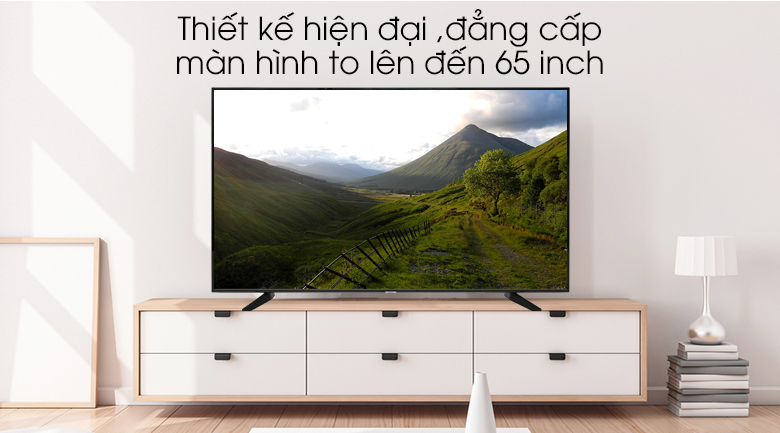 Thiết kế hiện đại ,đẳng cấp
màn hình to lên đến 65 inch